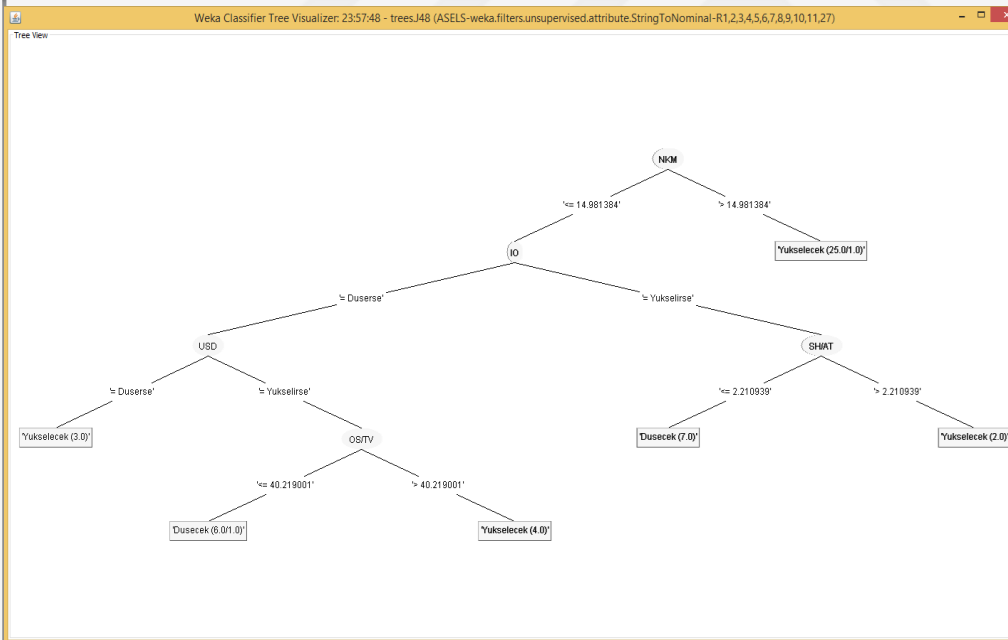 Weka Classifier Tree Visualizer: 23:57:48 - trees.J48 (ASELS-weka.filters.unsupervised.attribute.StringToNominal-R1,2,3,4,5,6,7,8,9,10,11,27)
Tree View
NKM
'<= 14.981384'
'> 14.981384'
IO
'Yukselecek (25.0/1.0)'
'= Duserse'
'= Yukselirse'
USD
SH/AT
'= Duserse'
'= Yukselirse'
'<= 2.210939'
'> 2.210939'
'Yukselecek (3.0)'
OS/TV
'Dusecek (7.0)'
'Yukselecek (2.0)'
'<= 40.219001'
'> 40.219001'
'Dusecek (6.0/1.0)'
'Yukselecek (4.0)'